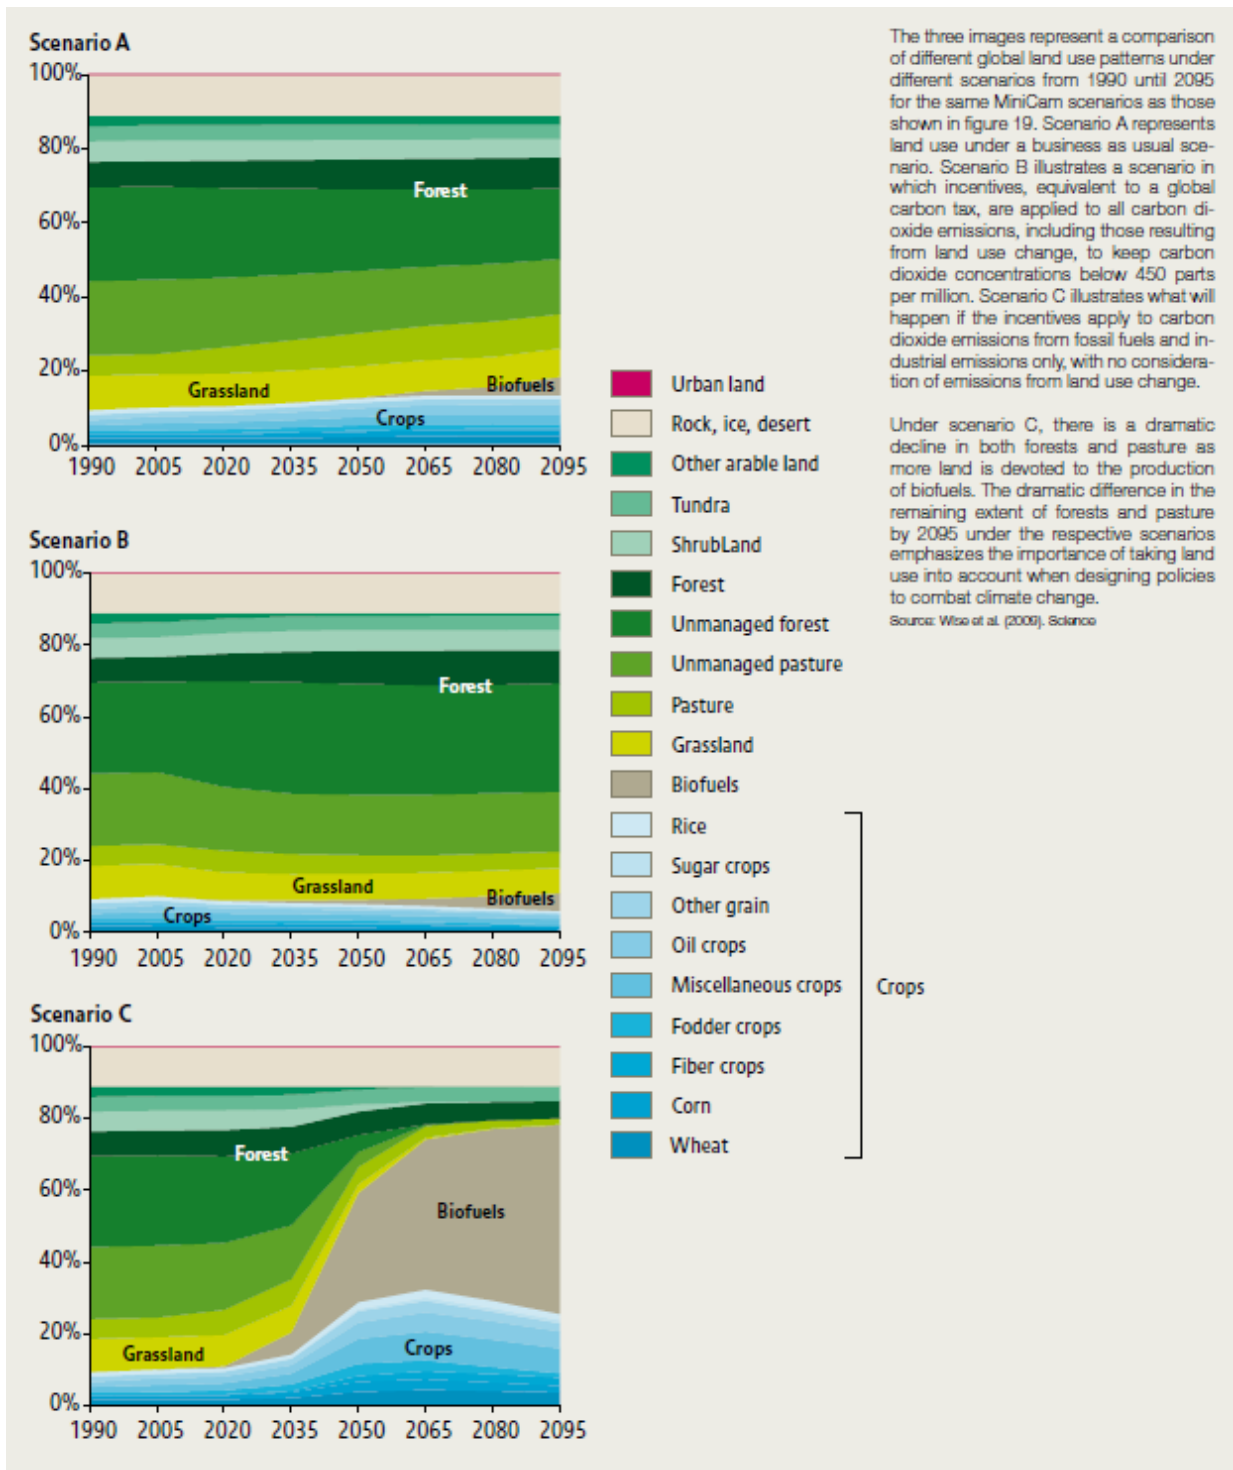 Scenario A
100%
80%
60%
40%
20%
0%
Forest
Grassland
Biofuels
Crops
1990 2005 2020 2035 2050 2065 2080 2095
Scenario B
100%
80%
60%
40%
20%
0%
Forest
Grassland
Biofuels
Crops
1990 2005 2020 2035 2050 2065 2080 2095
Scenario C
100%
80%
60%
40%
20%
0%
Forest
Biofuels
Grassland
Crops
1990 2005 2020 2035 2050 2065 2080 2095
Urban land
Rock, ice, desert
Other arable land
Tundra
ShrubLand
Forest
Unmanaged forest
Unmanaged pasture
Pasture
Grassland
Biofuels
Rice
Sugar crops
Other grain
Oil crops
Miscellaneous crops
Fodder crops
Fiber crops
Corn
Wheat
Crops
The three images represent a comparison
of different global land use patterns under
different scenarios from 1990 until 2095
for the same MiniCam scenarios as those
shown in figure 19. Scenario A represents
land use under a business as usual sce-
nario. Scenario B illustrates a scenario in
which incentives, equivalent to a global
carbon tax, are applied to all carbon di-
oxide emissions, including those resulting
from land use change, to keep carbon
dioxide concentrations below 450 parts
per million. Scenario C illustrates what will
happen if the incentives apply to carbon
dioxide emissions from fossil fuels and in-
dustrial emissions only, with no considera-
tion of emissions from land use change.
Under scenario C, there is a dramatic
decline in both forests and pasture as
more land is devoted to the production
of biofuels. The dramatic difference in the
remaining extent of forests and pasture
by 2095 under the respective scenarios
emphasizes the importance of taking land
use into account when designing policies
to combat climate change.
Source: Wise et al. (2009). Science